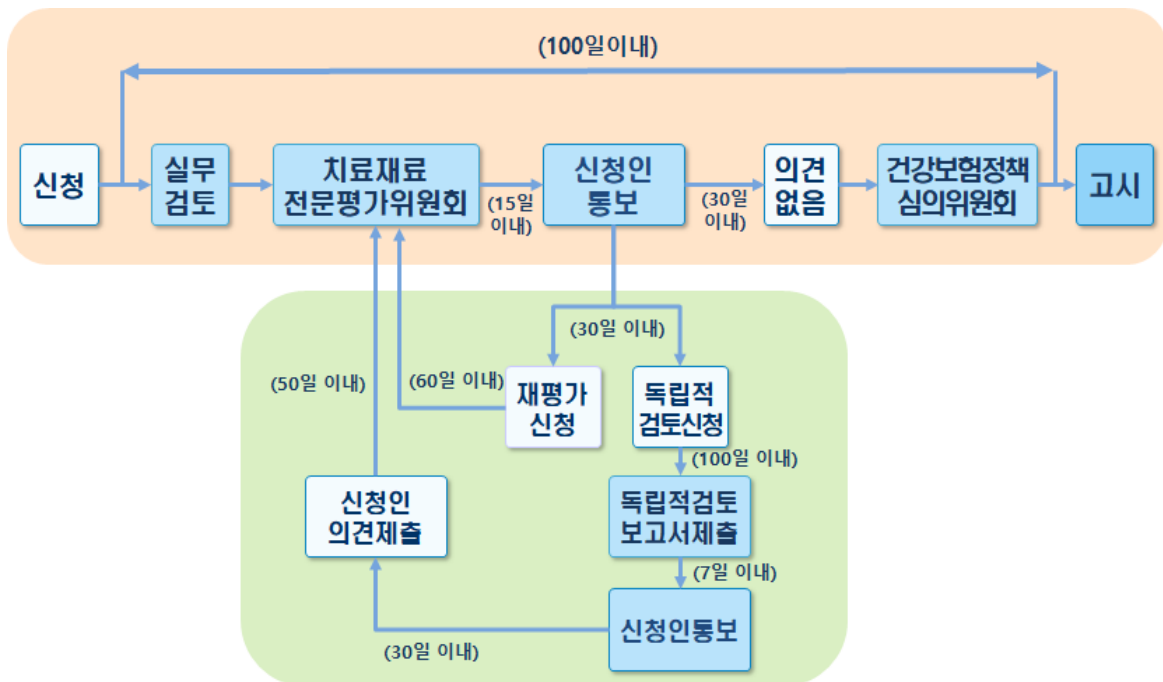 (100일이내)
신청
실무
검토
치료재료
전문평가위원회
(15일
이내)
신청인
통보
(30일
이내)
의견
없음
건강보험정책
심의위원회
고시
(30일 이내)
(50일 이내)
(60일 이내)
재평가
신청
독립적
검토신청
(100일 이내)
신청인
의견제출
독립적검토
보고서제출
(7일 이내)
신청인통보
(30일 이내)